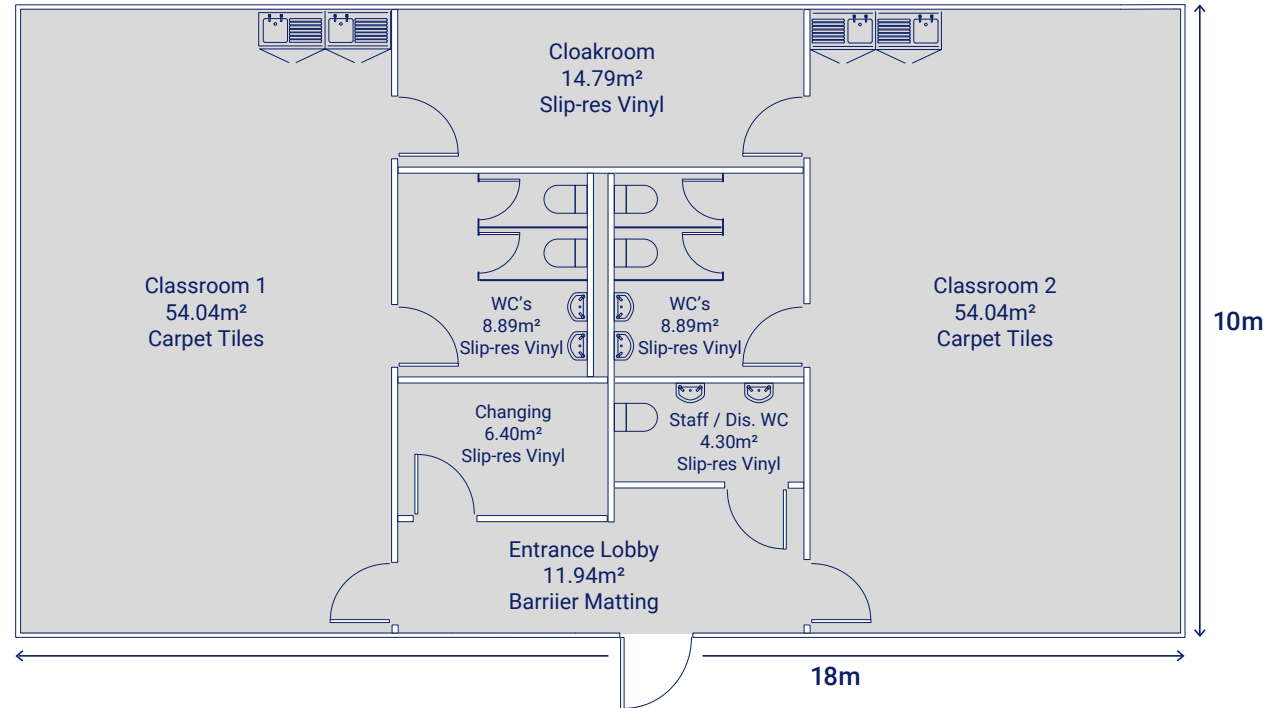 Cloakroom
14.79m²
Slip-res Vinyl
Classroom 1
54.04m²
Carpet Tiles
WC's
8.89m²
Slip-res Vinyl
WC's
8.89m²
Slip-res Vinyl
Classroom 2
54.04m²
Carpet Tiles
10m
Changing
6.40m²
Slip-res Vinyl
Staff / Dis. WC
4.30m²
Slip-res Vinyl
Entrance Lobby
11.94m²
Barriier Matting
18m